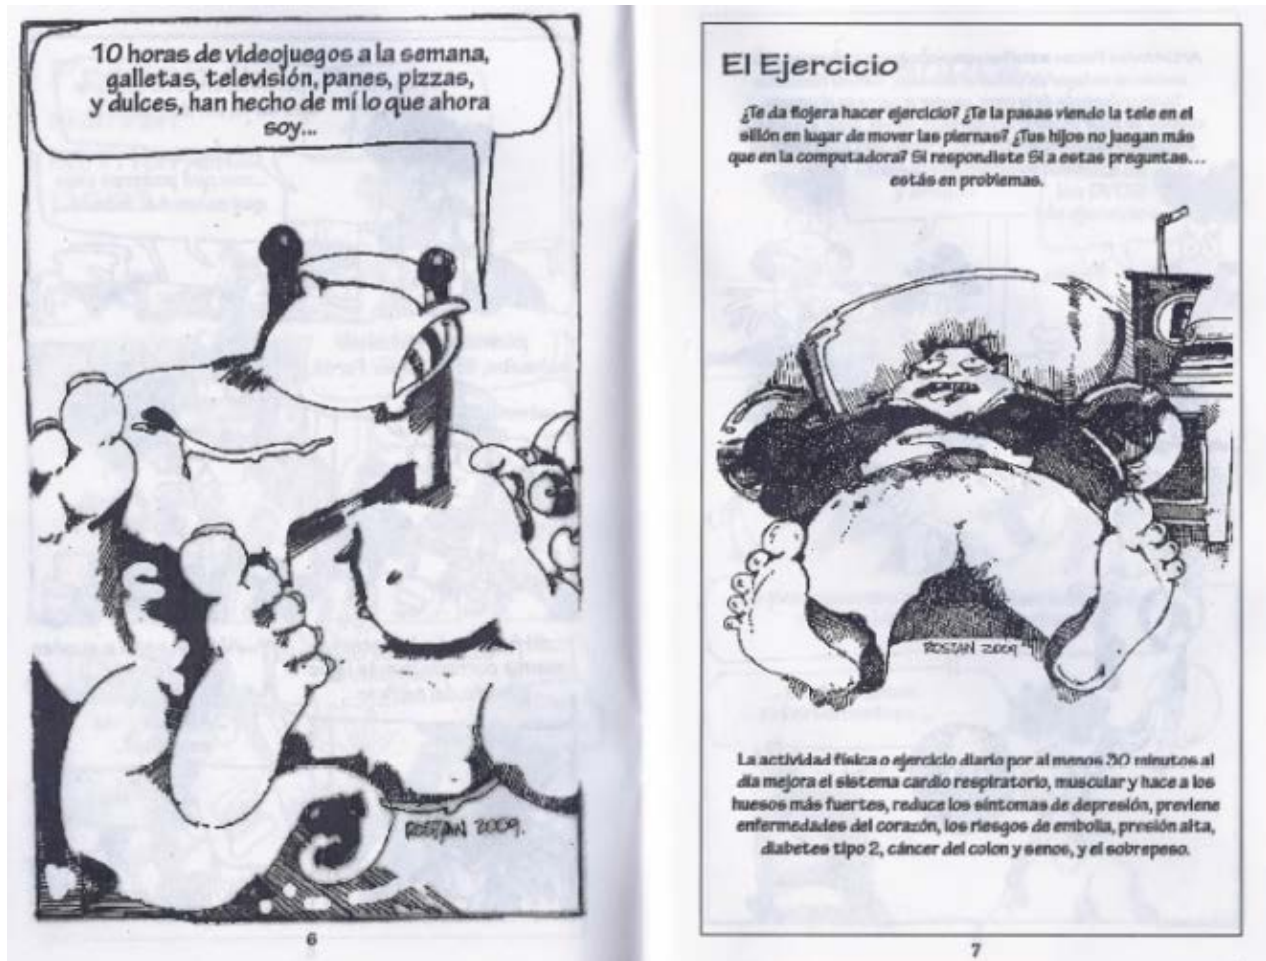 10 horas de videojuegos a la semana,
galletas, televisión, panes, pizzas,
y dulces, han hecho de mí lo que ahora
soy...
ROSTAN 2009.
6
El Ejercicio
¿Te da flojera hacer ejercicio? ¿Te la pasas viendo la tele en el
sillón en lugar de mover las piernas? ¿Tus hijos no juegan más
que en la computadora? Si respondiste Sí a estas preguntas...
estás en problemas.
ROSTAN 2009
La actividad física o ejercicio diario por al menos 30 minutos al
día mejora el sistema cardio respiratorio, muscular y hace a los
huesos más fuertes, reduce los síntomas de depresión, previene
enfermedades del corazón, los riesgos de embolia, presión alta,
diabetes tipo 2, cáncer del colon y senos, y el sobrepeso.
7